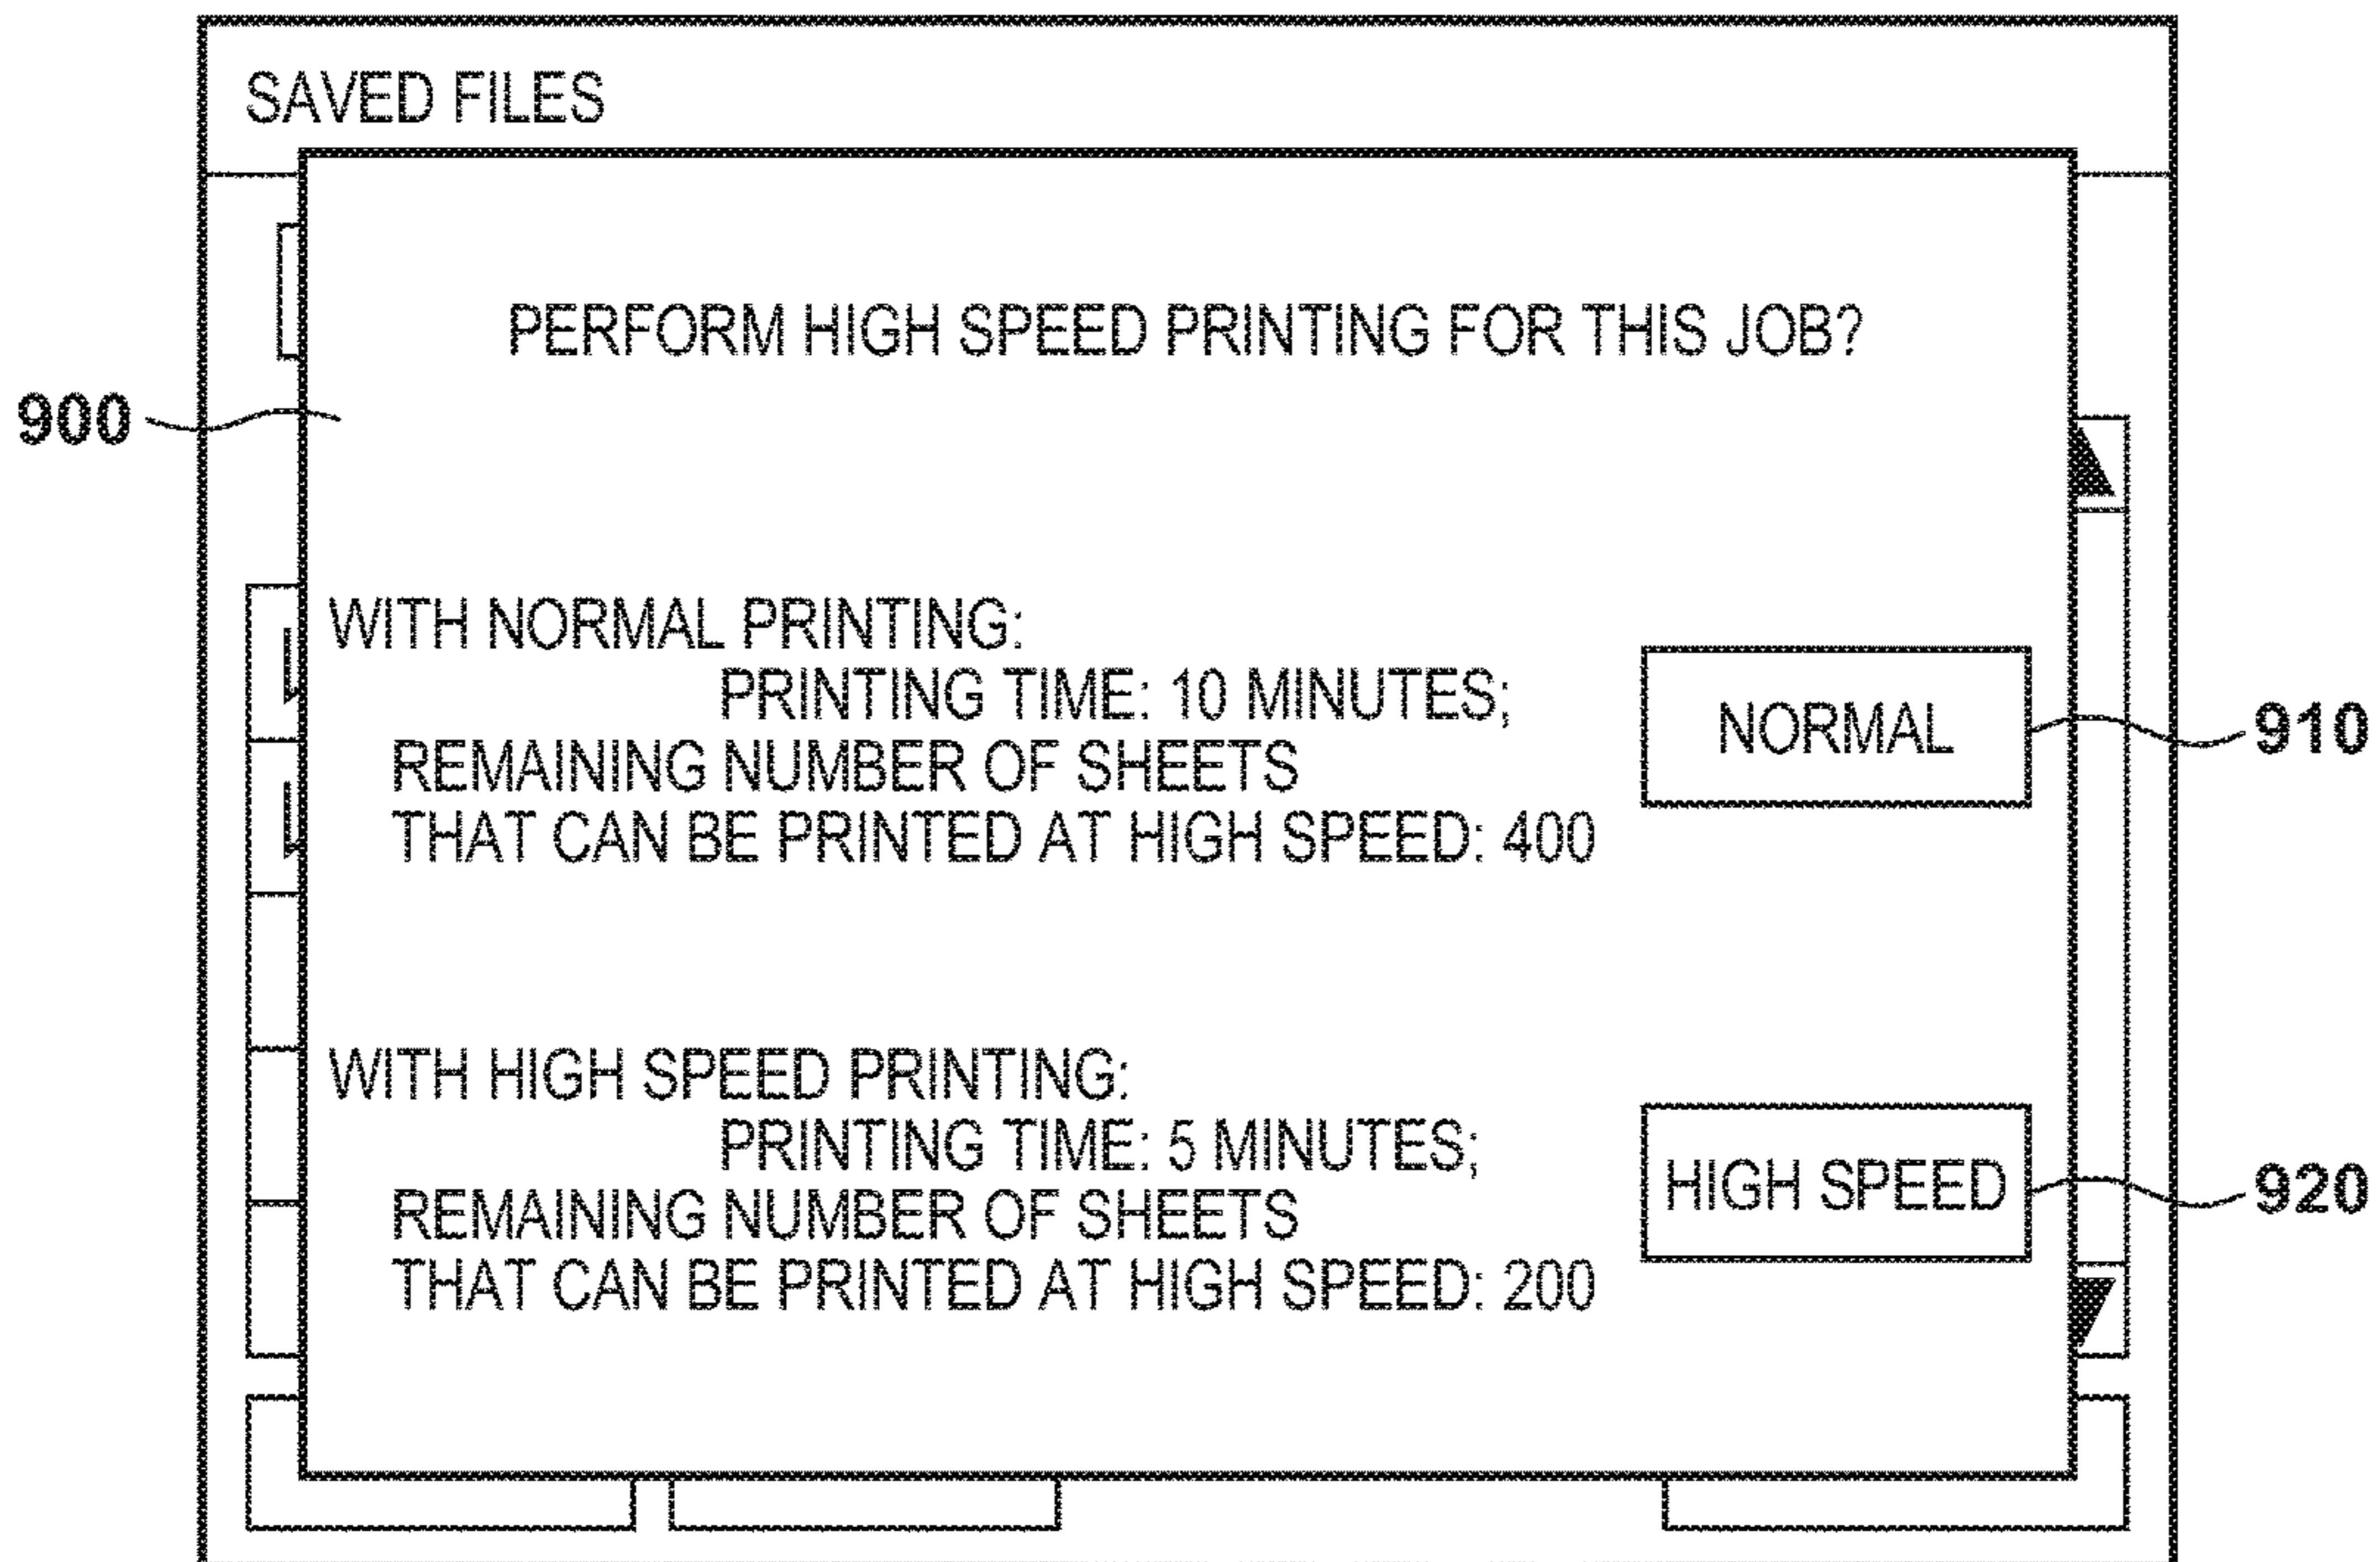 SAVED FILES
PERFORM HIGH SPEED PRINTING FOR THIS JOB?
900
WITH NORMAL PRINTING:
PRINTING TIME: 10 MINUTES;
REMAINING NUMBER OF SHEETS
THAT CAN BE PRINTED AT HIGH SPEED: 400
NORMAL
910
WITH HIGH SPEED PRINTING:
PRINTING TIME: 5 MINUTES;
REMAINING NUMBER OF SHEETS
THAT CAN BE PRINTED AT HIGH SPEED: 200
HIGH SPEED
920